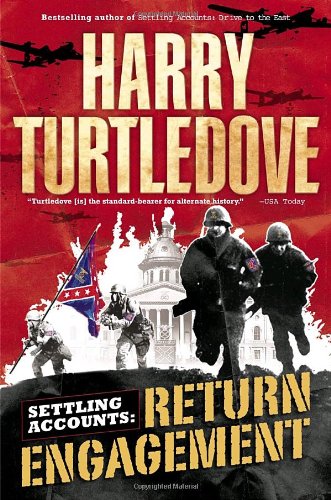 Bestselling author of Settling Accounts: Drive to the East
HARRY
TURTLEDOVE
"Turtledove [is] the standard-bearer for alternate history." —USA Today
SETTLING
ACCOUNTS:
RETURN
ENGAGEMENT